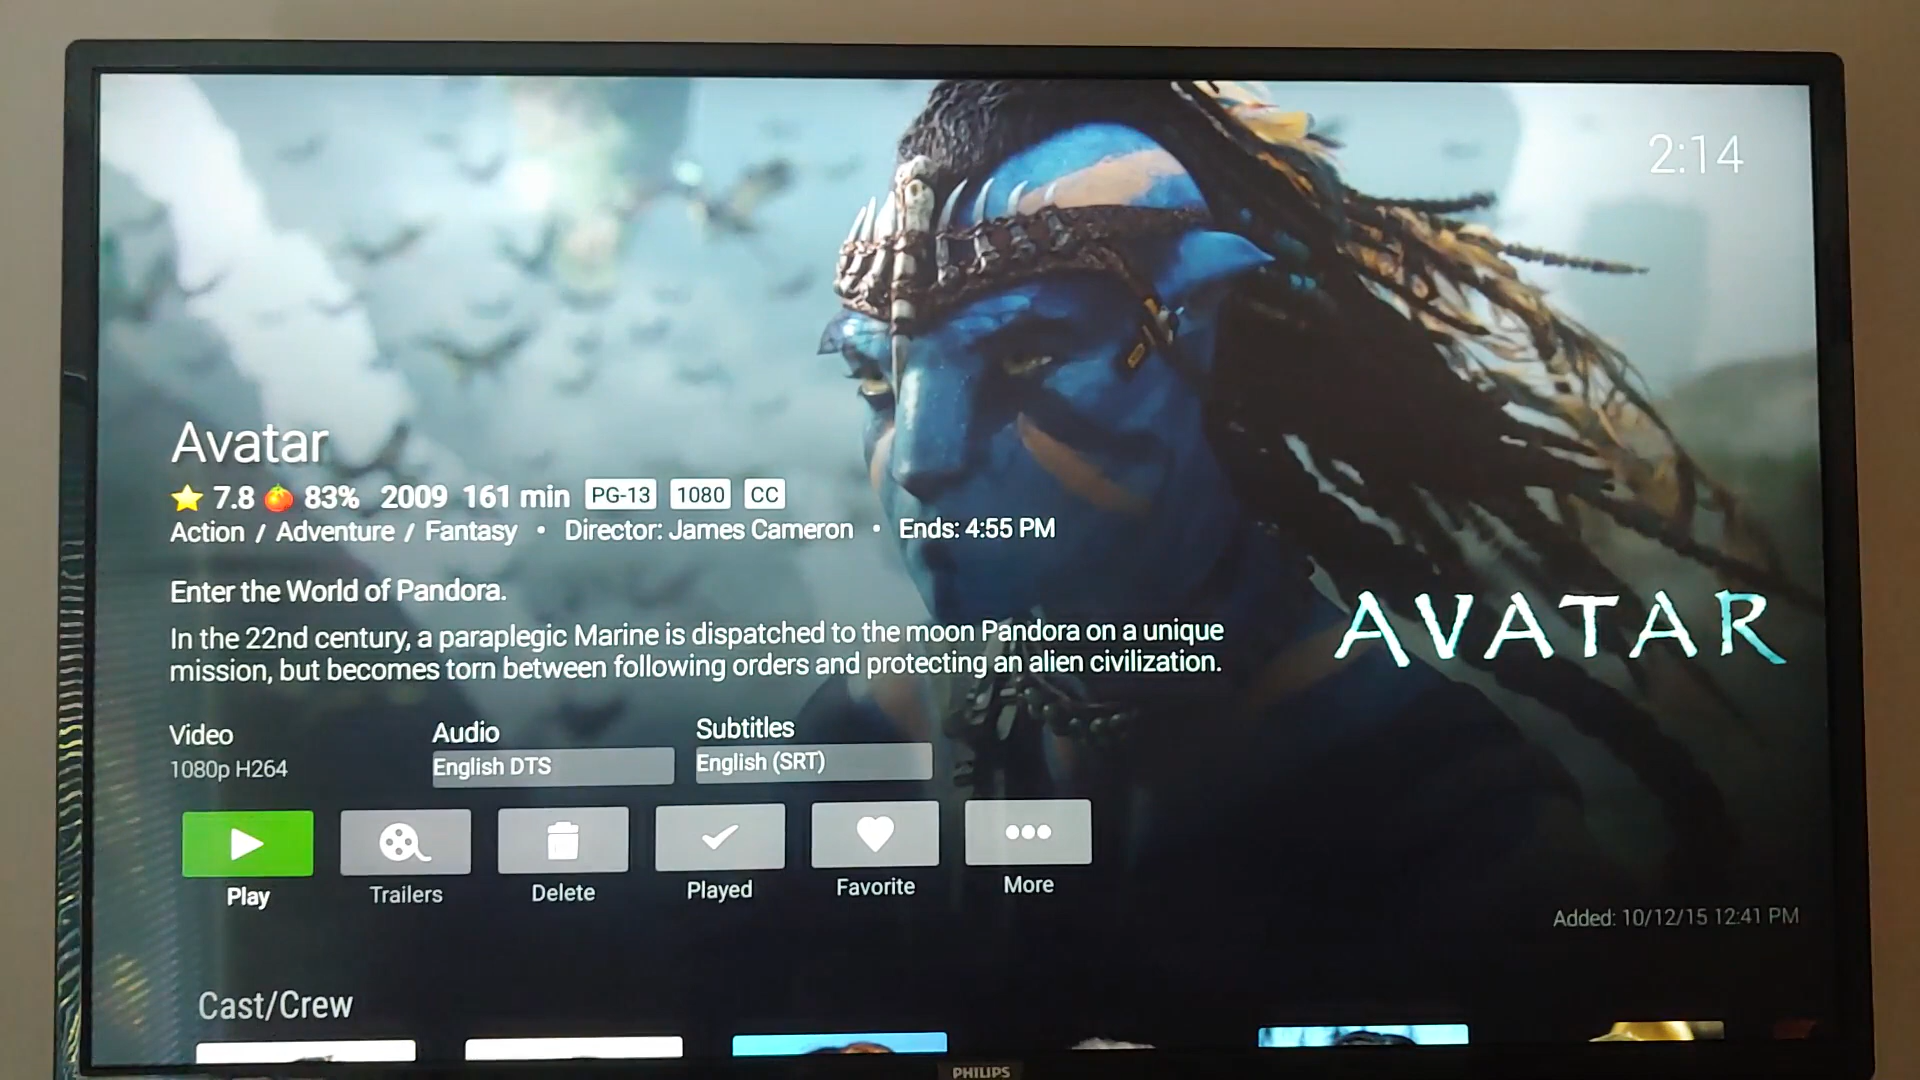 2:14
Avatar
7.8 83% 2009 161 min PG-13 1080 CC
Action / Adventure / Fantasy • Director: James Cameron • Ends: 4:55 PM
Enter the World of Pandora.
In the 22nd century, a paraplegic Marine is dispatched to the moon Pandora on a unique
mission, but becomes torn between following orders and protecting an alien civilization.
AVATAR
Video Audio Subtitles
1080p H264 English DTS English (SRT)
Play Trailers Delete Played Favorite More
Added: 10/12/15 12:41 PM
Cast/Crew
PHILIPS